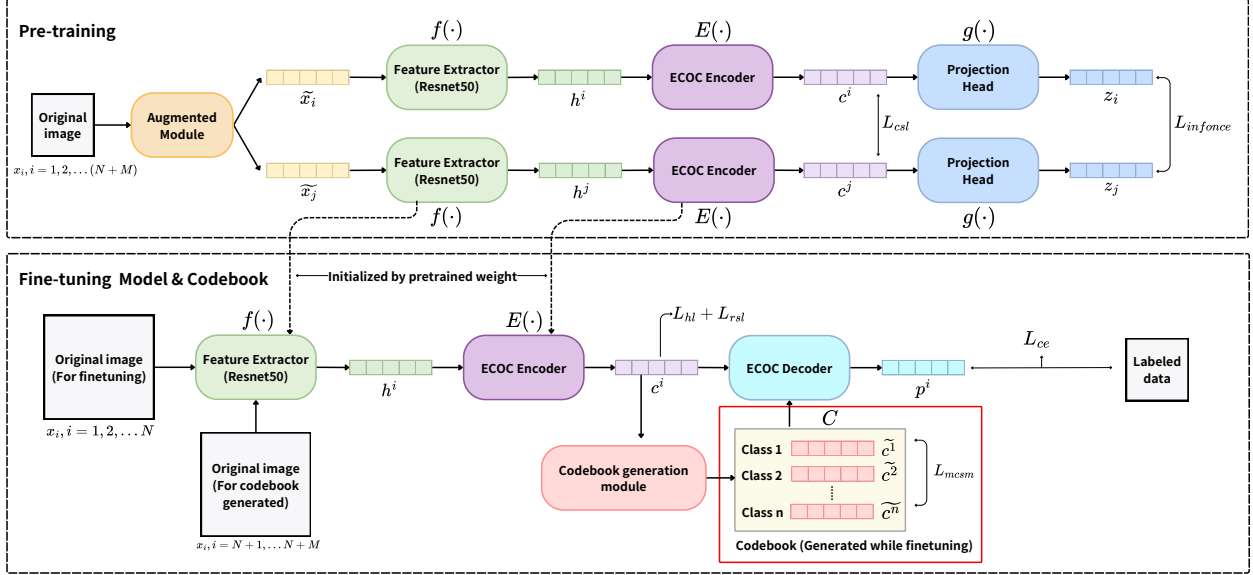 Pre-training
f(·)
E(·)
g(·)
Original
image
x_i, i = 1, 2, … (N + M)
Augmented
Module
x̃_i
Feature Extractor
(Resnet50)
h^i
ECOC Encoder
c^i
Projection
Head
z_i
L_csl
L_infonce
x̃_j
Feature Extractor
(Resnet50)
h^j
ECOC Encoder
c^j
Projection
Head
z_j
f(·)
E(·)
g(·)
Fine-tuning Model & Codebook
Initialized by pretrained weight
f(·)
E(·)
L_hl + L_rsl
Original image
(For finetuning)
x_i, i = 1, 2, … N
Feature Extractor
(Resnet50)
h^i
ECOC Encoder
c^i
ECOC Decoder
p^i
L_ce
Labeled
data
Original image
(For codebook
generated)
x_i, i = N + 1, … N + M
Codebook generation
module
C
Class 1
c̃^1
Class 2
c̃^2
Class n
c̃^n
L_mcsm
Codebook (Generated while finetuning)